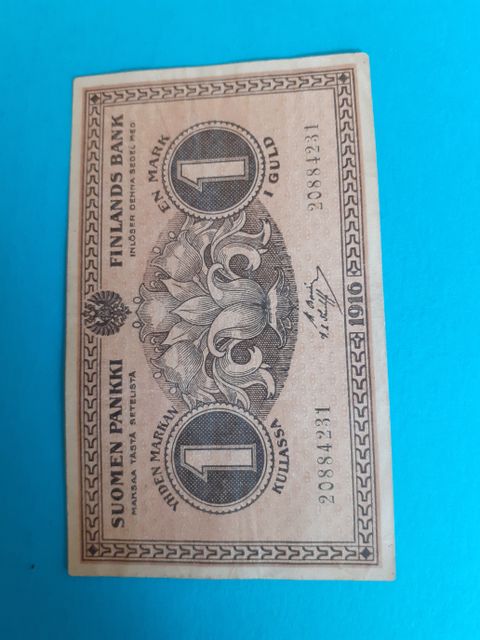 SUOMEN PANKKI
MAKSAA TÄSTÄ SETELISTÄ
FINLANDS BANK
INLÖSER DENNA SEDEL MED
YHDEN MARKAN
1
KULLASSA
EN MARK
1
I GULD
20884231
20884231
1916